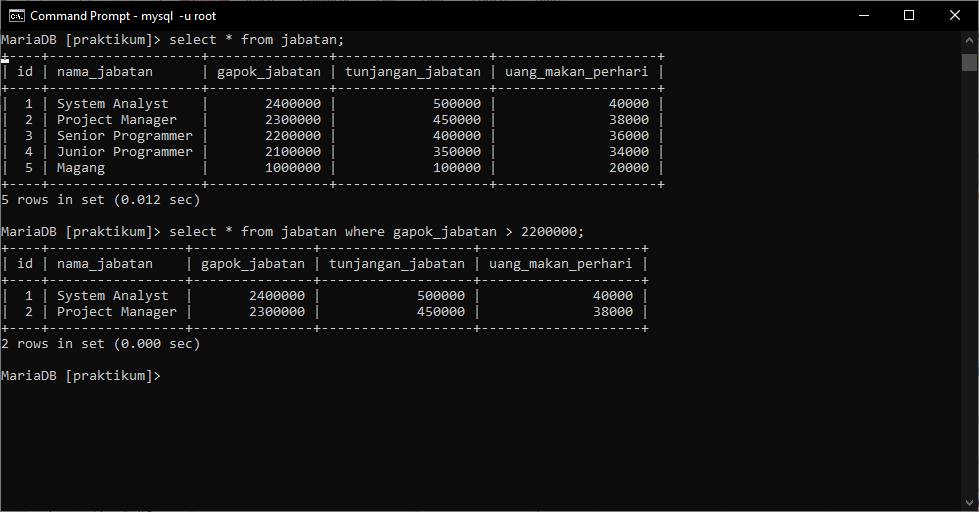 Command Prompt - mysql  -u root
MariaDB [praktikum]> select * from jabatan;
+----+-------------------+---------------+-------------------+--------------------+
| id | nama_jabatan      | gapok_jabatan | tunjangan_jabatan | uang_makan_perhari |
+----+-------------------+---------------+-------------------+--------------------+
|  1 | System Analyst    |       2400000 |            500000 |              40000 |
|  2 | Project Manager   |       2300000 |            450000 |              38000 |
|  3 | Senior Programmer |       2200000 |            400000 |              36000 |
|  4 | Junior Programmer |       2100000 |            350000 |              34000 |
|  5 | Magang            |       1000000 |            100000 |              20000 |
+----+-------------------+---------------+-------------------+--------------------+
5 rows in set (0.012 sec)
MariaDB [praktikum]> select * from jabatan where gapok_jabatan > 2200000;
+----+-----------------+---------------+-------------------+--------------------+
| id | nama_jabatan    | gapok_jabatan | tunjangan_jabatan | uang_makan_perhari |
+----+-----------------+---------------+-------------------+--------------------+
|  1 | System Analyst  |       2400000 |            500000 |              40000 |
|  2 | Project Manager |       2300000 |            450000 |              38000 |
+----+-----------------+---------------+-------------------+--------------------+
2 rows in set (0.000 sec)
MariaDB [praktikum]>